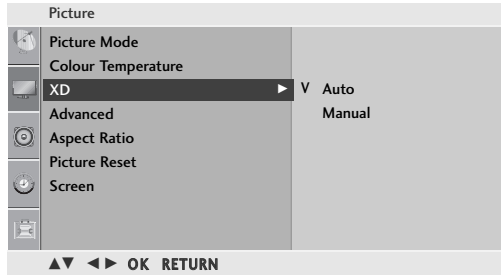 Picture
Picture Mode
Colour Temperature
XD ► V Auto
Advanced Manual
Aspect Ratio
Picture Reset
Screen
▲▼ ◄► OK RETURN